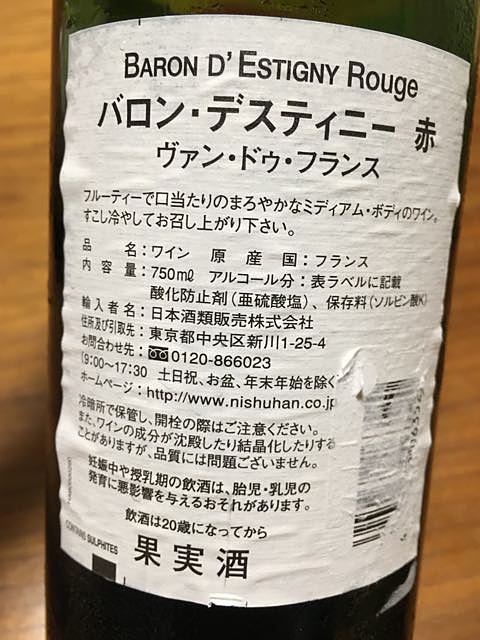 BARON D'ESTIGNY ROUGE
バロン・デスティニー 赤
ヴァン・ドゥ・フランス
フルーティーで口当たりのまろやかなミディアム・ボディのワイン。
すこし冷やしてお召し上がり下さい。
品名:ワイン 原産国:フランス
内容量:750mℓ アルコール分:表ラベルに記載
酸化防止剤(亜硫酸塩)、保存料(ソルビン酸K)
輸入者名:日本酒類販売株式会社
住所及び引取先:東京都中央区新川1-25-4
お問合わせ先:0120-866023
(9:00〜17:30 土日祝、お盆、年末年始を除く
ホームページ:http://www.nishuhan.co.jp
冷暗所で保管し、開栓の際はご注意ください。
また、ワインの成分が沈殿したり結晶化したりする
ことがありますが、品質には問題ございません。
妊娠中や授乳期の飲酒は、胎児・乳児の
発育に悪影響を与えるおそれがあります。
飲酒は20歳になってから
CONTAINS SULPHITES
果実酒